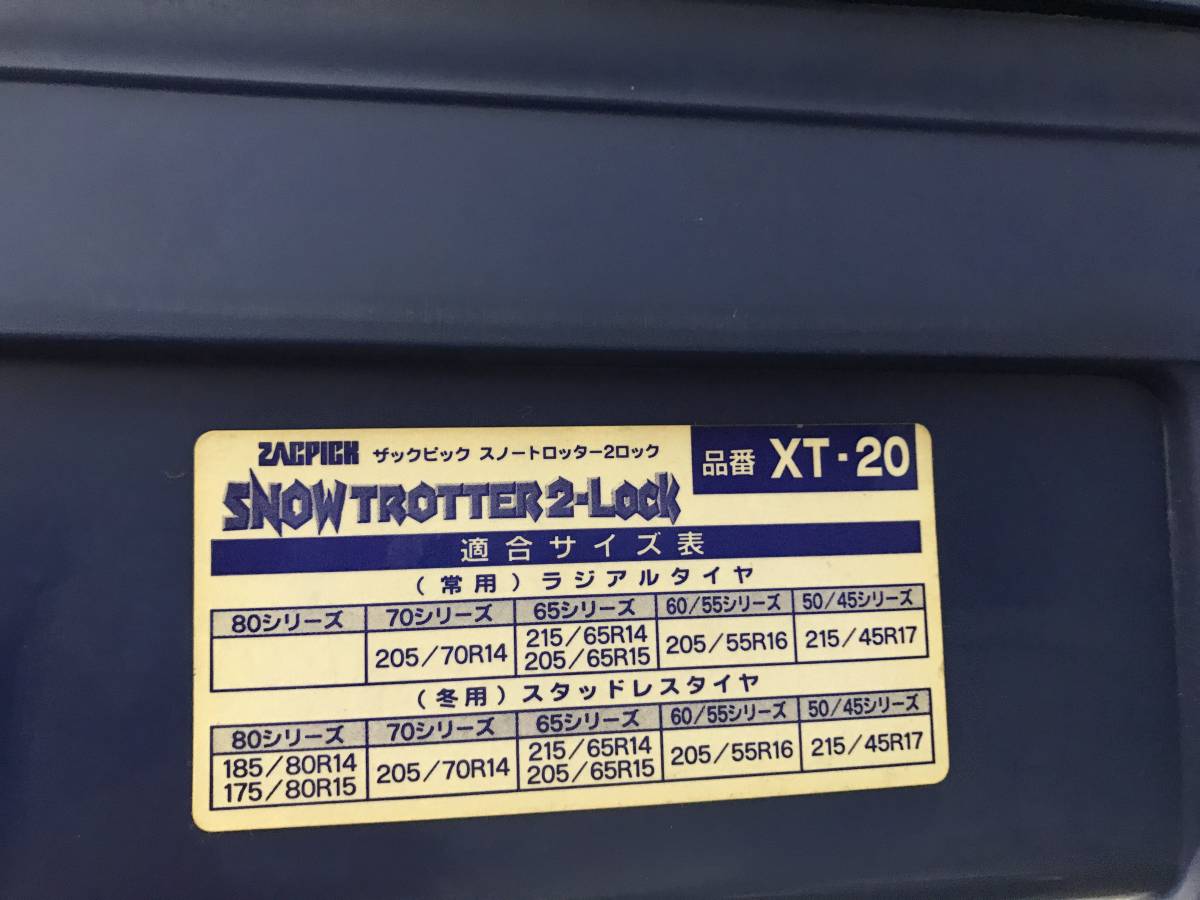 ZACPICK ザックピック スノートロッター2ロック
品番 XT-20
SNOW TROTTER 2-LOCK
適合サイズ表
(常用)ラジアルタイヤ
80シリーズ 70シリーズ 65シリーズ 60/55シリーズ 50/45シリーズ
205/70R14 215/65R14 205/55R16 215/45R17
205/65R15
(冬用)スタッドレスタイヤ
80シリーズ 70シリーズ 65シリーズ 60/55シリーズ 50/45シリーズ
185/80R14 205/70R14 215/65R14 205/55R16 215/45R17
175/80R15 205/65R15